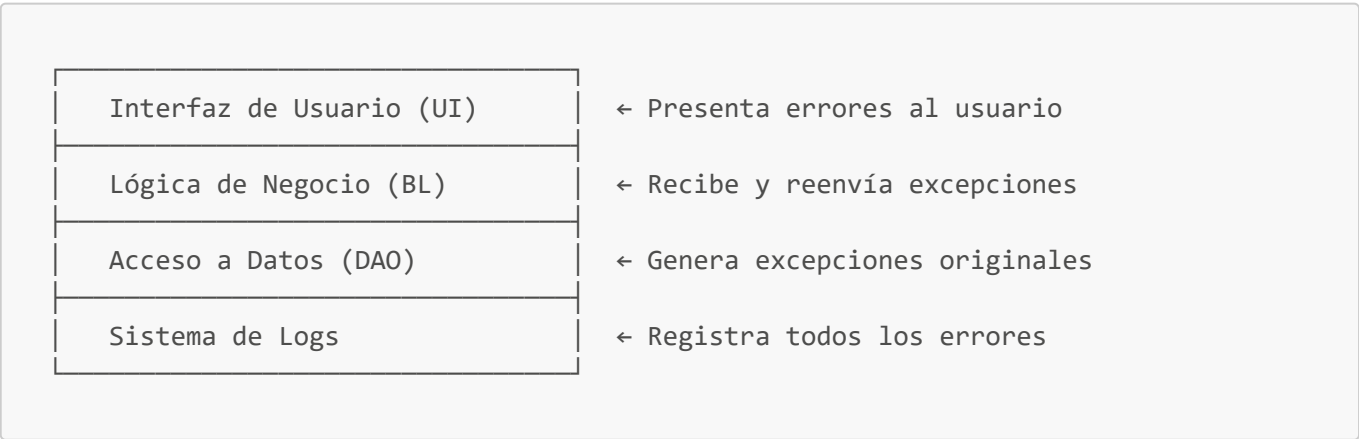 Interfaz de Usuario (UI) ← Presenta errores al usuario
Lógica de Negocio (BL) ← Recibe y reenvía excepciones
Acceso a Datos (DAO) ← Genera excepciones originales
Sistema de Logs ← Registra todos los errores